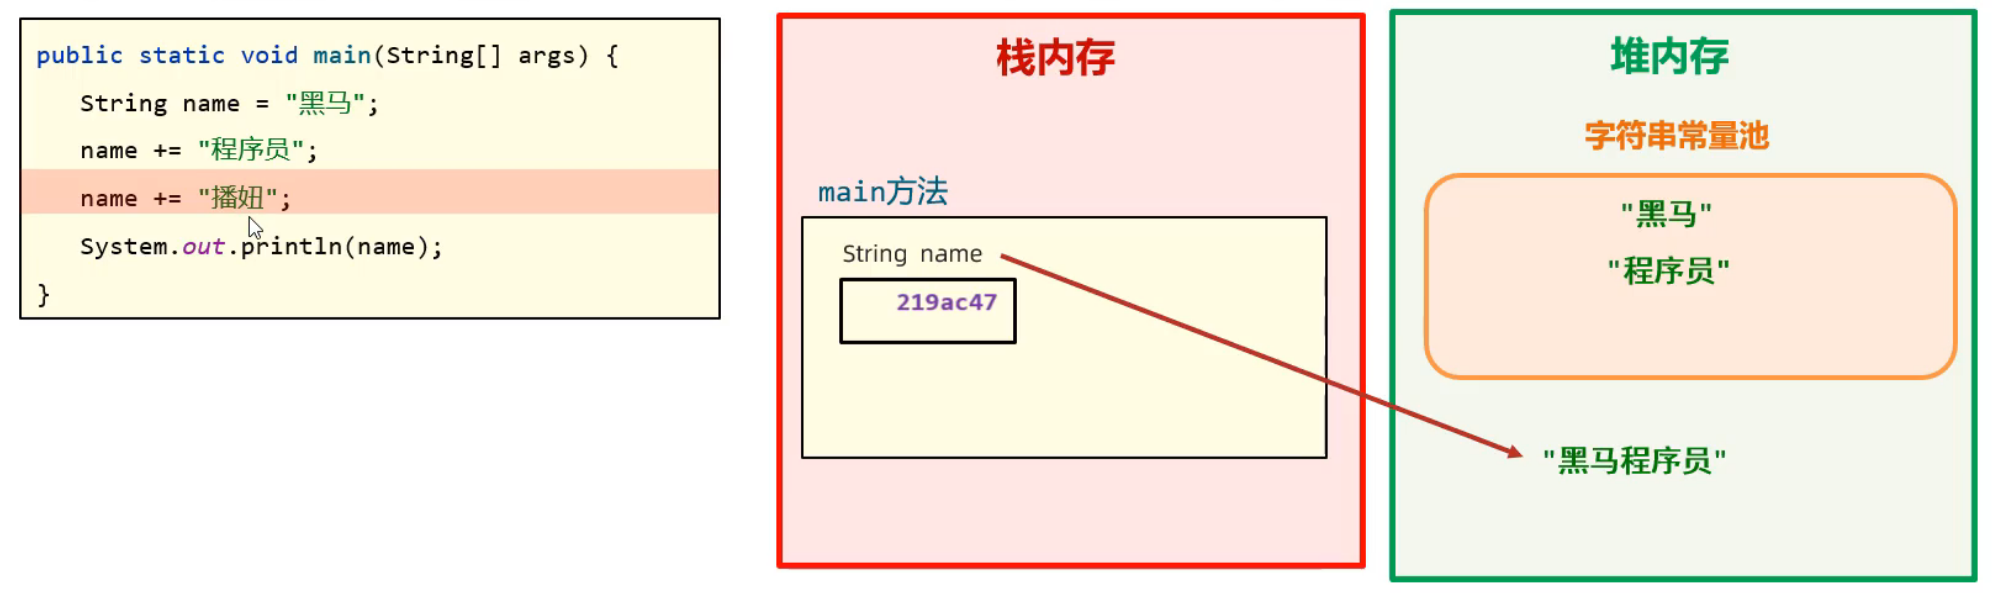 public static void main(String[] args) {
String name = "黑马";
name += "程序员";
name += "播妞";
System.out.println(name);
}
栈内存
main方法
String name
219ac47
堆内存
字符串常量池
"黑马"
"程序员"
"黑马程序员"